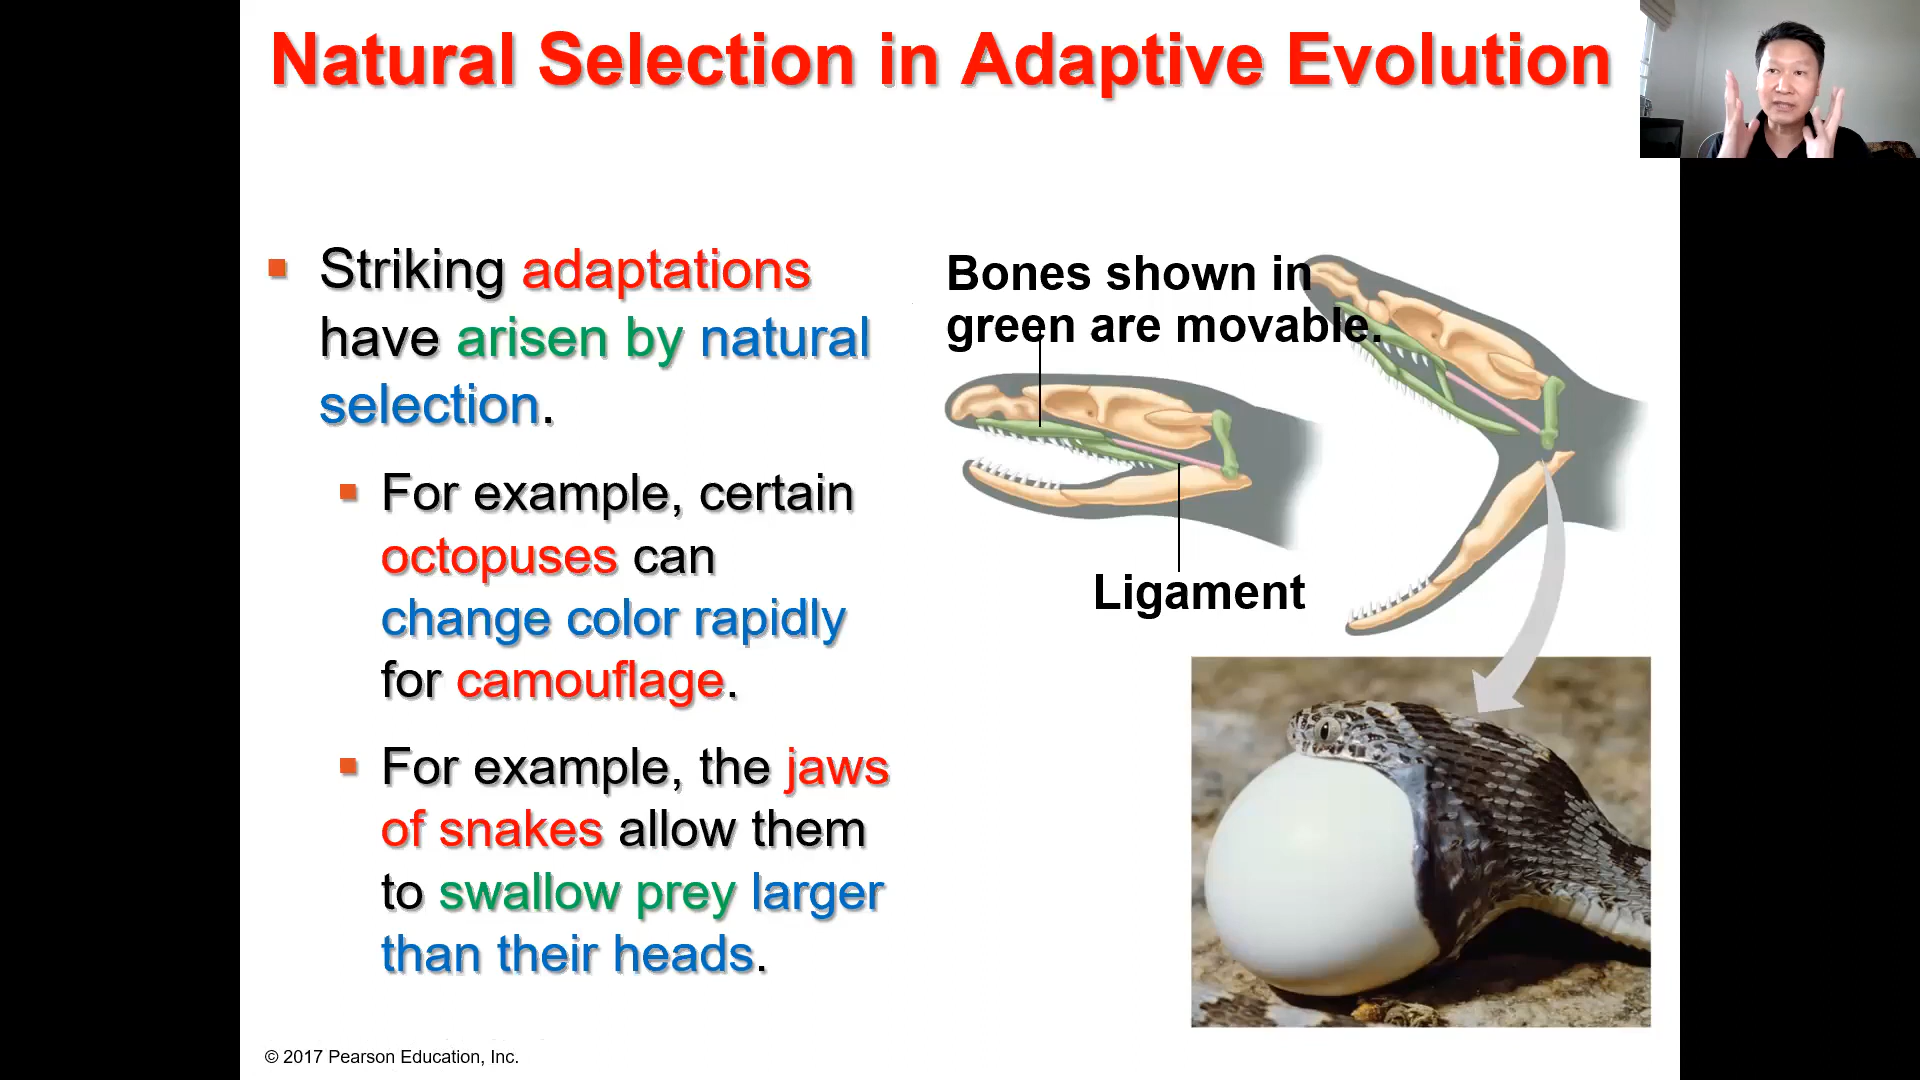 Natural Selection in Adaptive Evolution
Striking adaptations
have arisen by natural
selection.
For example, certain
octopuses can
change color rapidly
for camouflage.
For example, the jaws
of snakes allow them
to swallow prey larger
than their heads.
Bones shown in
green are movable.
Ligament
© 2017 Pearson Education, Inc.